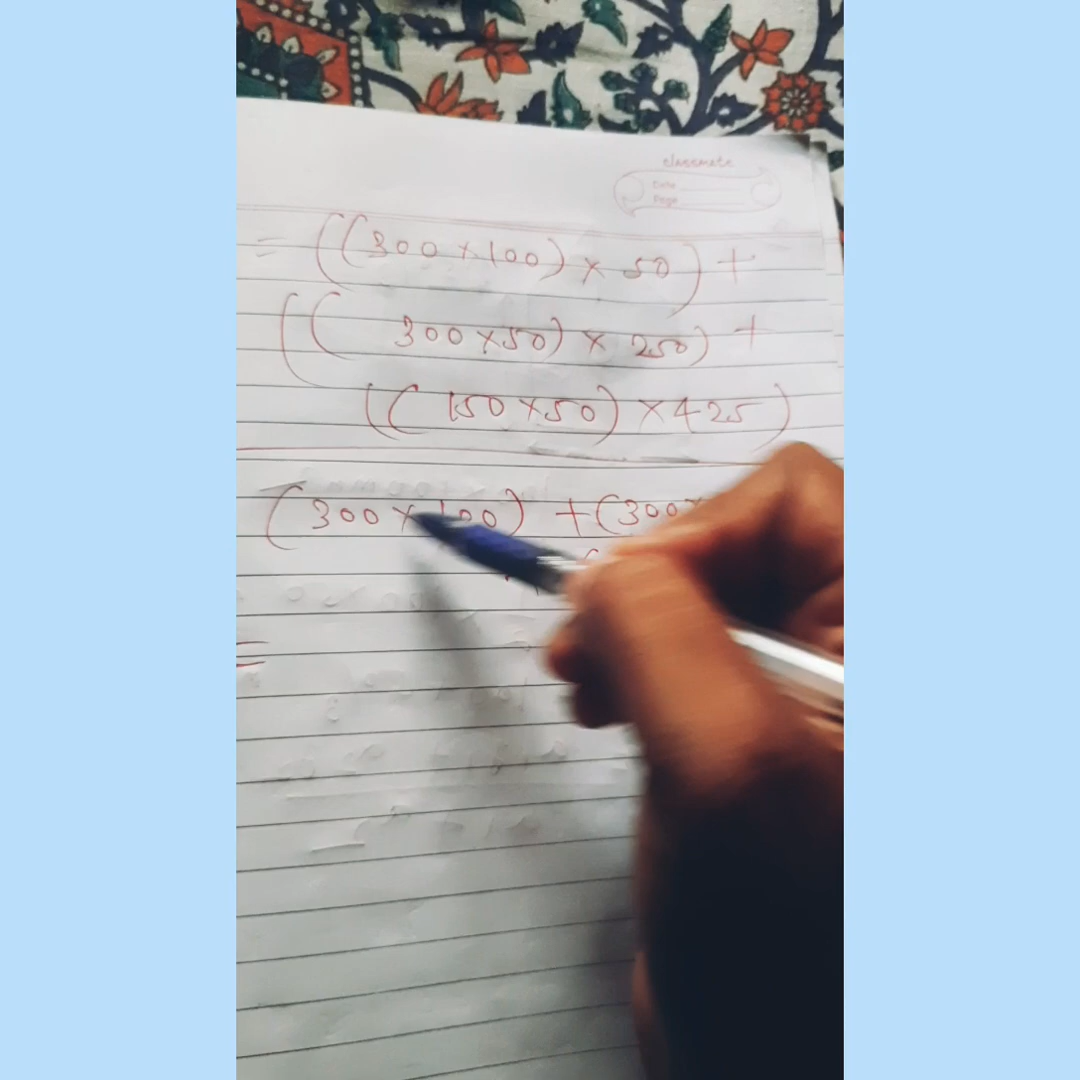 classmate
Date
Page
= ((300 × 100) × 50) +
((300 × 50) × 250) +
((150 × 50) × 425)
(300 × 100) + (300 ×